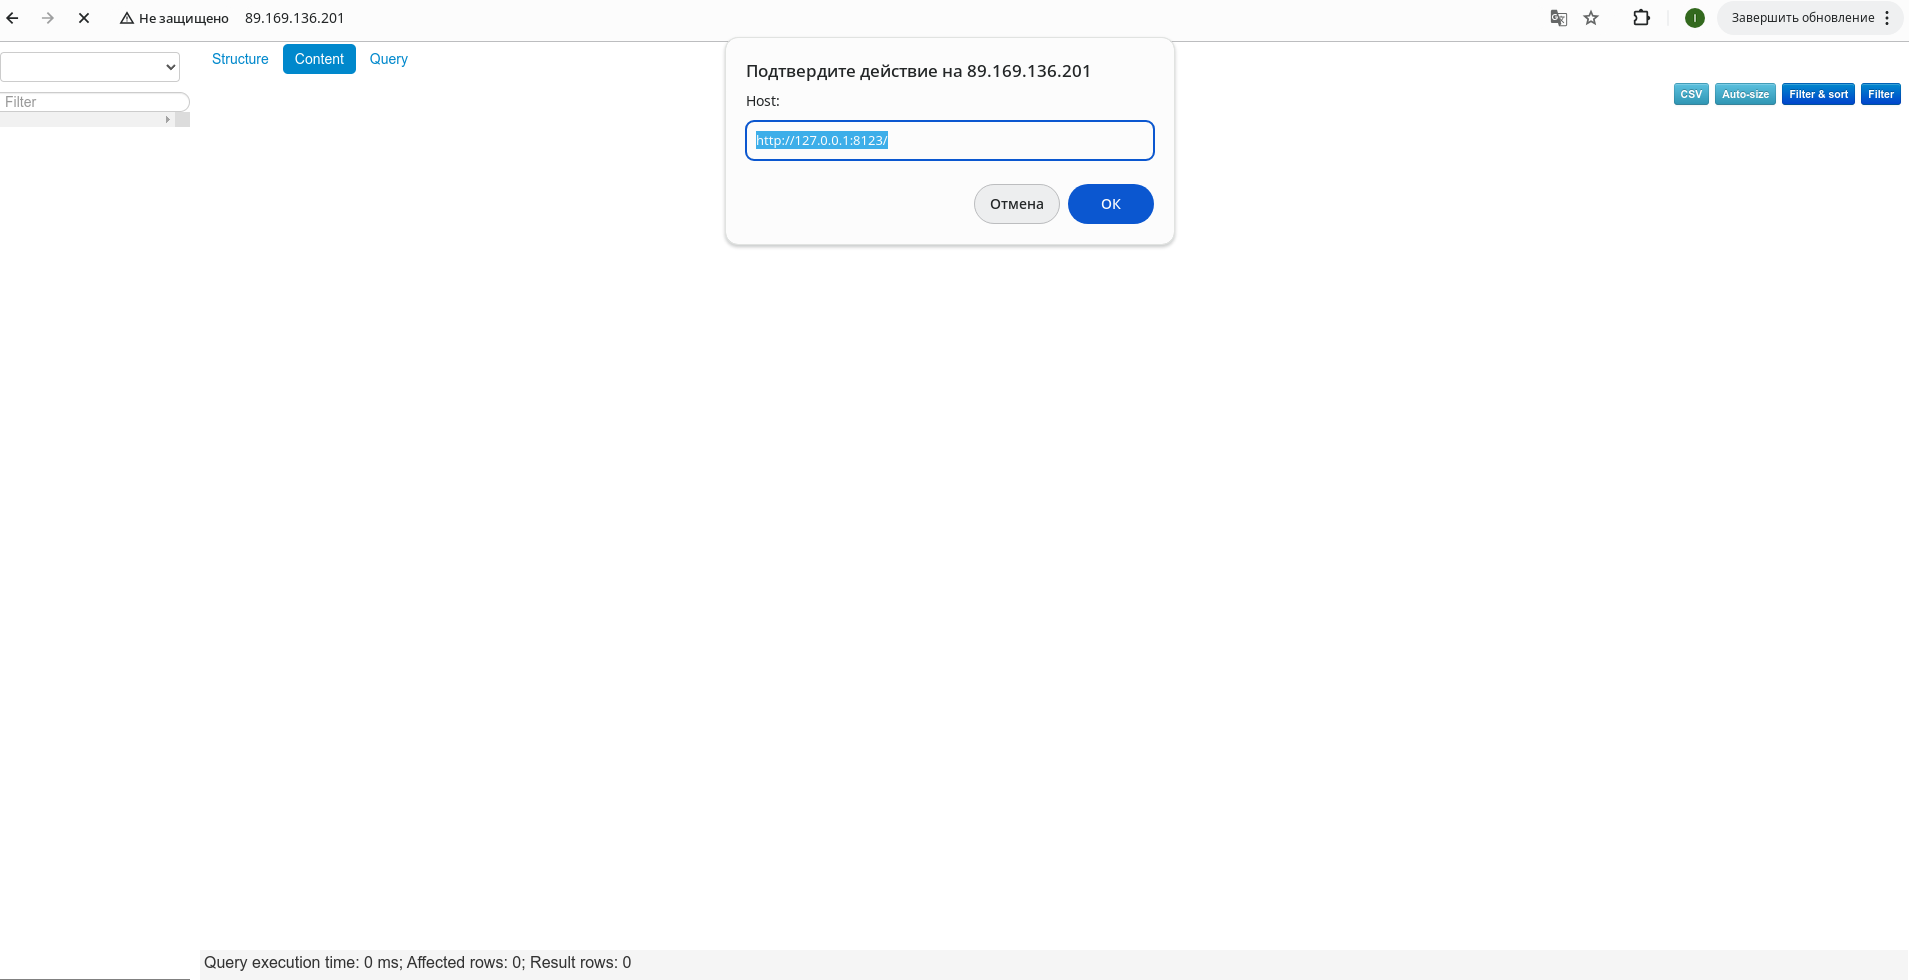 Не защищено 89.169.136.201
I
Завершить обновление
Structure
Content
Query
Filter
CSV
Auto-size
Filter & sort
Filter
Подтвердите действие на 89.169.136.201
Host:
http://127.0.0.1:8123/
Отмена
ОК
Query execution time: 0 ms; Affected rows: 0; Result rows: 0